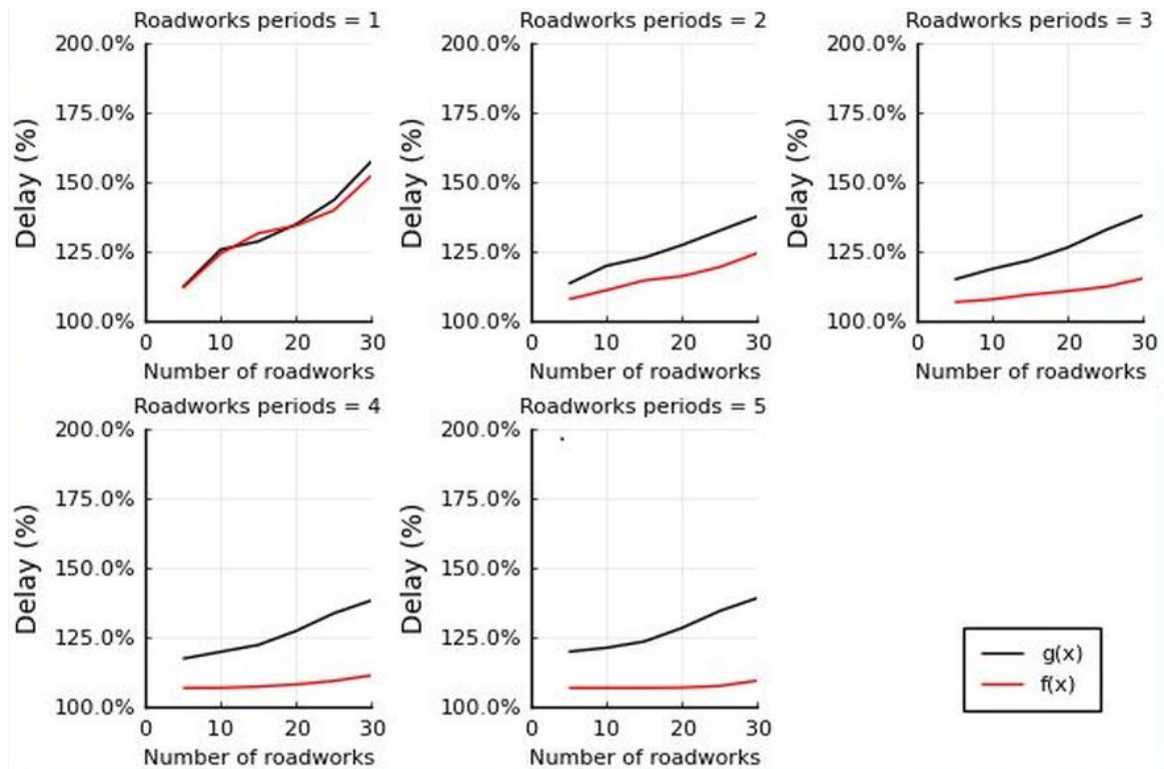 Roadworks periods = 1
200.0%
175.0%
150.0%
125.0%
100.0%
Delay (%)
0 10 20 30
Number of roadworks
Roadworks periods = 2
200.0%
175.0%
150.0%
125.0%
100.0%
Delay (%)
0 10 20 30
Number of roadworks
Roadworks periods = 3
200.0%
175.0%
150.0%
125.0%
100.0%
Delay (%)
0 10 20 30
Number of roadworks
Roadworks periods = 4
200.0%
175.0%
150.0%
125.0%
100.0%
Delay (%)
0 10 20 30
Number of roadworks
Roadworks periods = 5
200.0%
175.0%
150.0%
125.0%
100.0%
Delay (%)
0 10 20 30
Number of roadworks
g(x)
f(x)